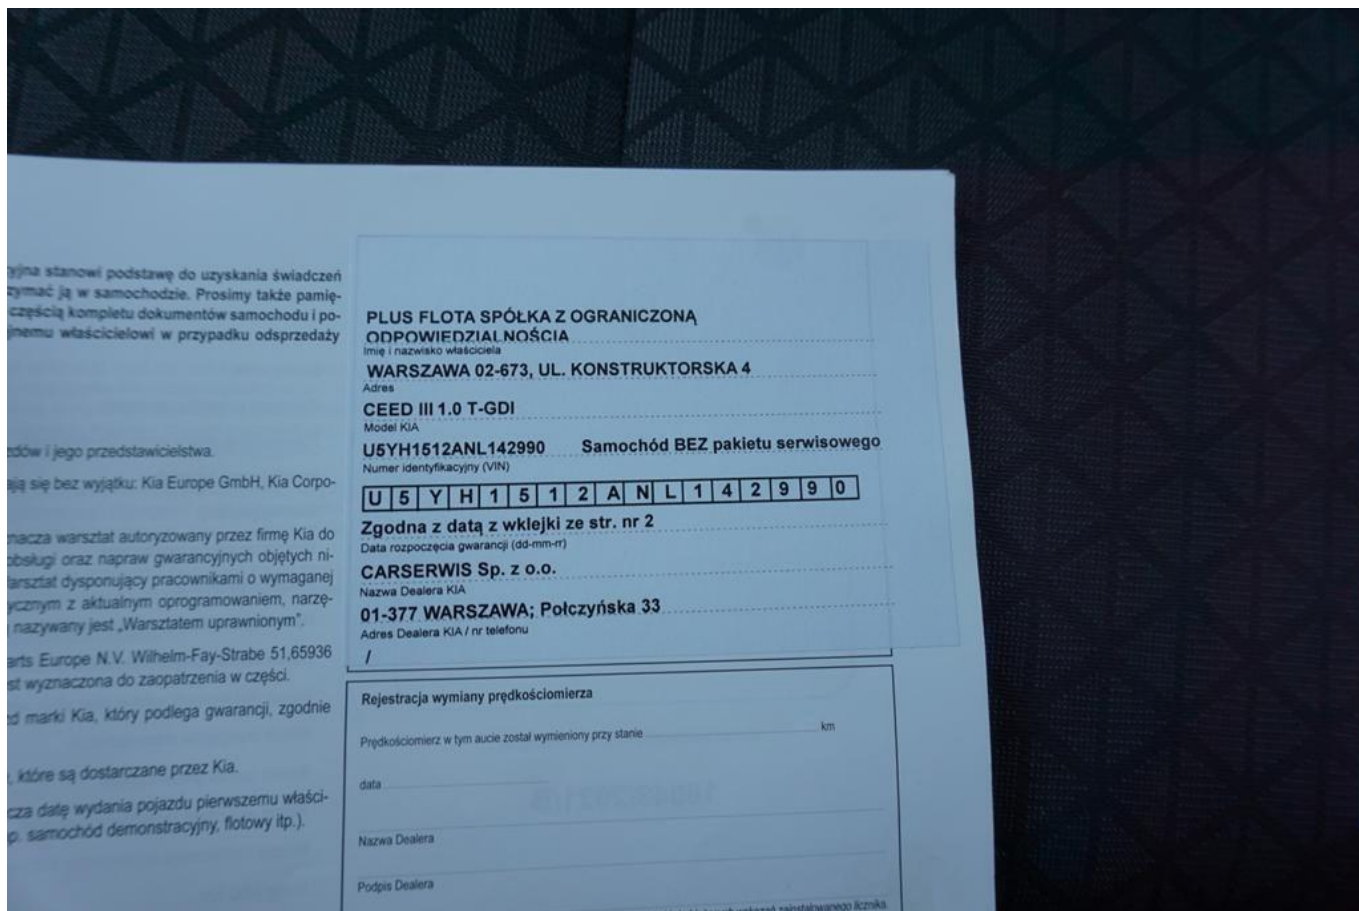 yjna stanowi podstawę do uzyskania świadczeń
zymać ją w samochodzie. Prosimy także pamię-
częścią kompletu dokumentów samochodu i po-
jnemu właścicielowi w przypadku odsprzedaży
dów i jego przedstawicielstwa.
ają się bez wyjątku: Kia Europe GmbH, Kia Corpo-
nacza warsztat autoryzowany przez firmę Kia do
obsługi oraz napraw gwarancyjnych objętych ni-
arsztat dysponujący pracownikami o wymaganej
ycznym z aktualnym oprogramowaniem, narzę-
nazywany jest „Warsztatem uprawnionym".
arts Europe N.V. Wilhelm-Fay-Strabe 51,65936
st wyznaczona do zaopatrzenia w części.
d marki Kia, który podlega gwarancji, zgodnie
, które są dostarczane przez Kia.
cza datę wydania pojazdu pierwszemu właści-
p. samochód demonstracyjny, flotowy itp.).
PLUS FLOTA SPÓŁKA Z OGRANICZONĄ
ODPOWIEDZIALNOŚCIA
Imię i nazwisko właściciela
WARSZAWA 02-673, UL. KONSTRUKTORSKA 4
Adres
CEED III 1.0 T-GDI
Model KIA
U5YH1512ANL142990 Samochód BEZ pakietu serwisowego
Numer identyfikacyjny (VIN)
U 5 Y H 1 5 1 2 A N L 1 4 2 9 9 0
Zgodna z datą z wklejki ze str. nr 2
Data rozpoczęcia gwarancji (dd-mm-rr)
CARSERWIS Sp. z o.o.
Nazwa Dealera KIA
01-377 WARSZAWA; Połczyńska 33
Adres Dealera KIA / nr telefonu
/
Rejestracja wymiany prędkościomierza
Prędkościomierz w tym aucie został wymieniony przy stanie km
data
Nazwa Dealera
Podpis Dealera
zainstalowanego licznika